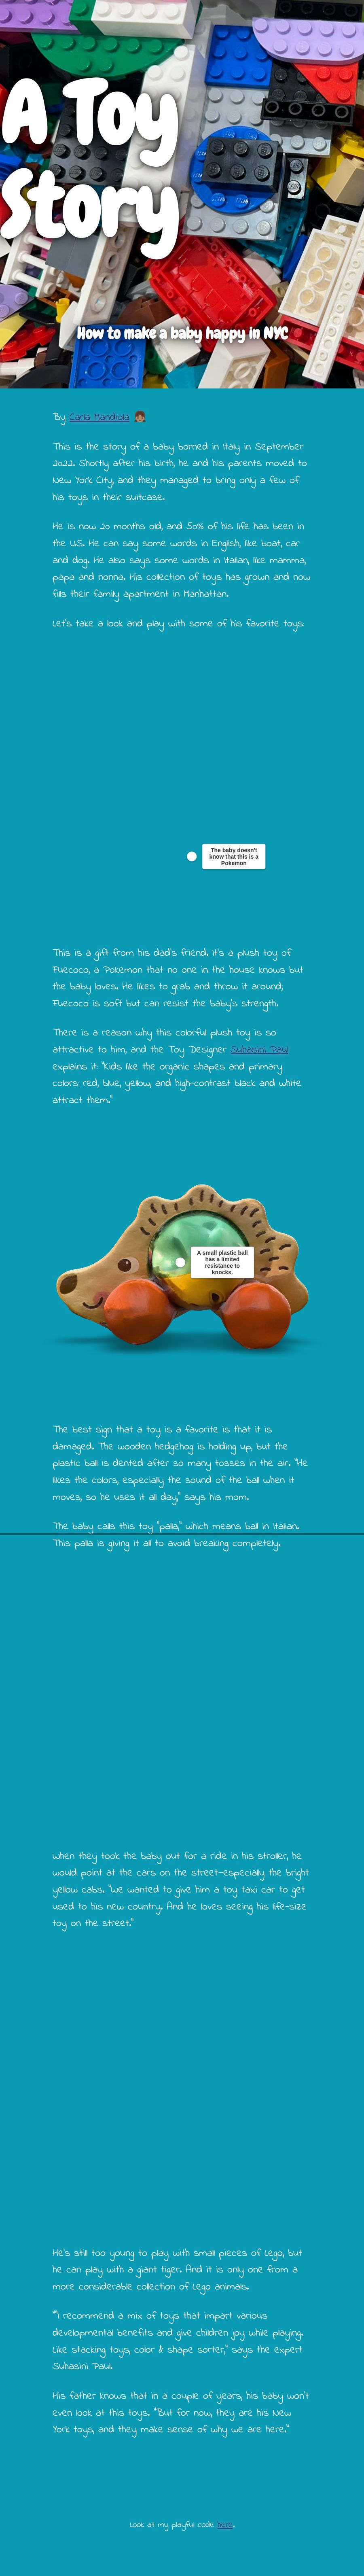 A Toy
Story
How to make a baby happy in NYC
By Carla Mandiola 👧🏽
This is the story of a baby borned in Italy in September
2022. Shortly after his birth, he and his parents moved to
New York City, and they managed to bring only a few of
his toys in their suitcase.
He is now 20 months old, and 50% of his life has been in
the U.S. He can say some words in English, like boat, car
and dog. He also says some words in Italian, like mamma,
papa and nonna. His collection of toys has grown and now
fills their family apartment in Manhattan.
Let's take a look and play with some of his favorite toys:
The baby doesn't
know that this is a
Pokemon
This is a gift from his dad's friend. It's a plush toy of
Fuecoco, a Pokemon that no one in the house knows but
the baby loves. He likes to grab and throw it around;
Fuecoco is soft but can resist the baby's strength.
There is a reason why this colorful plush toy is so
attractive to him, and the Toy Designer Suhasini Paul
explains it "Kids like the organic shapes and primary
colors: red, blue, yellow, and high-contrast black and white
attract them."
A small plastic ball
has a limited
resistance to
knocks.
The best sign that a toy is a favorite is that it is
damaged. The wooden hedgehog is holding up, but the
plastic ball is dented after so many tosses in the air. "He
likes the colors, especially the sound of the ball when it
moves, so he uses it all day," says his mom.
The baby calls this toy "palla," which means ball in Italian.
This palla is giving it all to avoid breaking completely.
When they took the baby out for a ride in his stroller, he
would point at the cars on the street–especially the bright
yellow cabs. "We wanted to give him a toy taxi car to get
used to his new country. And he loves seeing his life-size
toy on the street."
He's still too young to play with small pieces of Lego, but
he can play with a giant tiger. And it is only one from a
more considerable collection of Lego animals.
"'I recommend a mix of toys that impart various
developmental benefits and give children joy while playing.
Like stacking toys, color & shape sorter," says the expert
Suhasini Paul.
His father knows that in a couple of years, his baby won't
even look at this toys. "But for now, they are his New
York toys, and they make sense of why we are here."
Look at my playful code here.